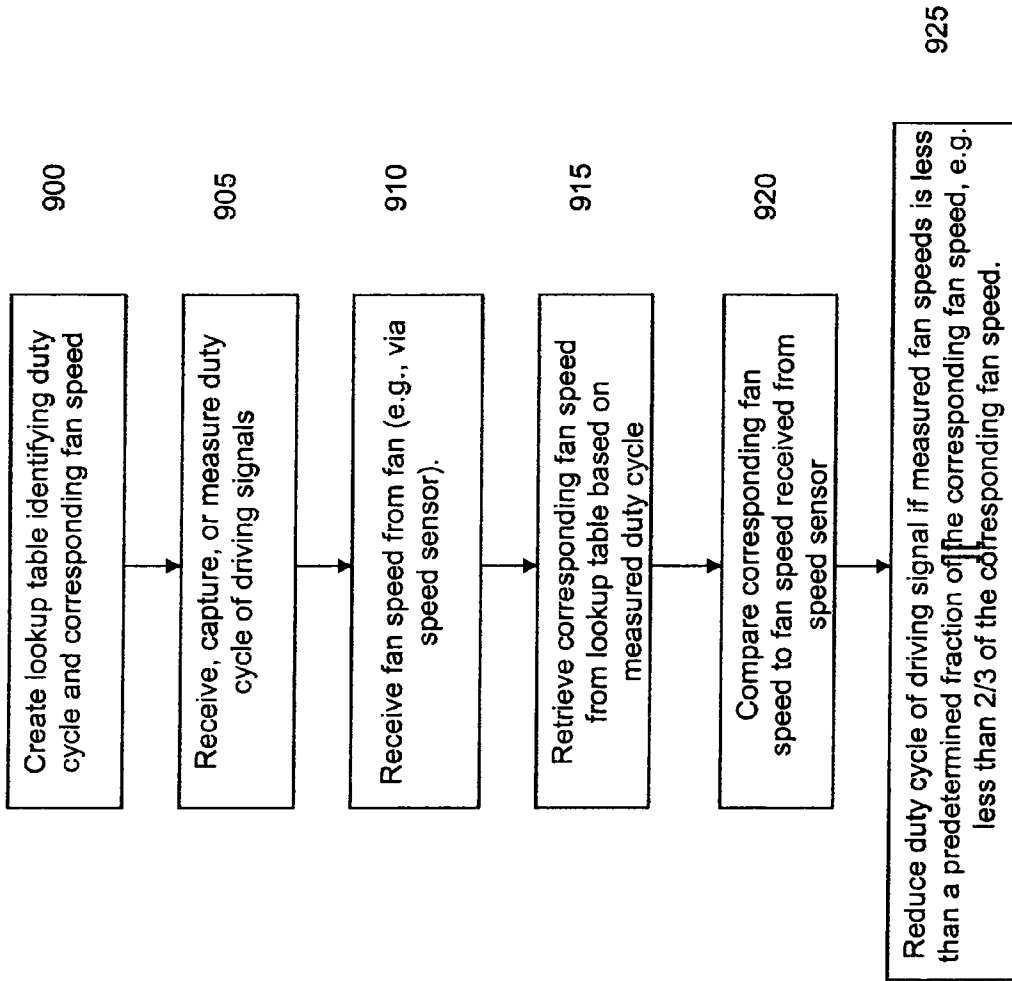 900
Create lookup table identifying duty
cycle and corresponding fan speed
905
Receive, capture, or measure duty
cycle of driving signals
910
Receive fan speed from fan (e.g., via
speed sensor).
915
Retrieve corresponding fan speed
from lookup table based on
measured duty cycle
920
Compare corresponding fan
speed to fan speed received from
speed sensor
925
Reduce duty cycle of driving signal if measured fan speeds is less
than a predetermined fraction of the corresponding fan speed, e.g.
less than 2/3 of the corresponding fan speed.